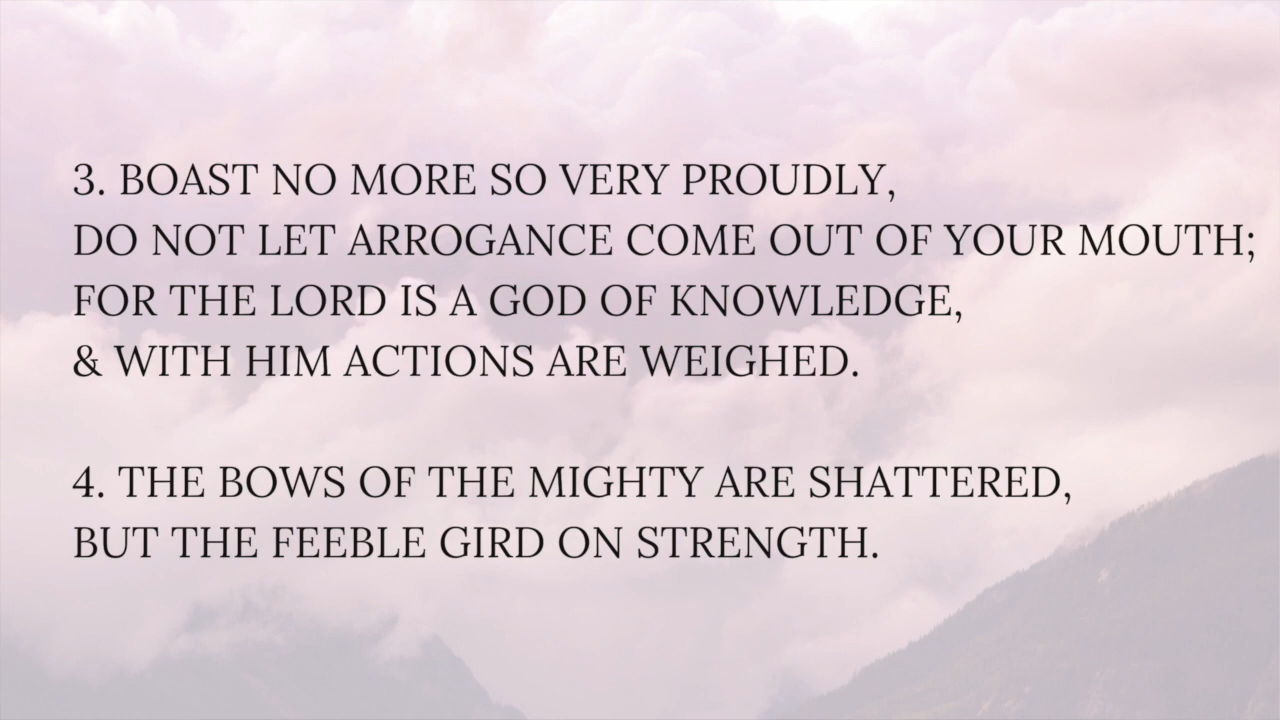 3. BOAST NO MORE SO VERY PROUDLY,
DO NOT LET ARROGANCE COME OUT OF YOUR MOUTH;
FOR THE LORD IS A GOD OF KNOWLEDGE,
& WITH HIM ACTIONS ARE WEIGHED.
4. THE BOWS OF THE MIGHTY ARE SHATTERED,
BUT THE FEEBLE GIRD ON STRENGTH.